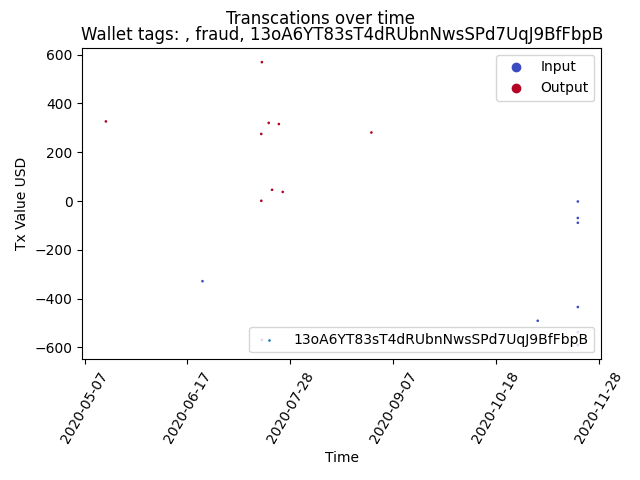 Transcations over time
Wallet tags: , fraud, 13oA6YT83sT4dRUbnNwsSPd7UqJ9BfFbpB
Input
Output
600
400
200
0
−200
−400
−600
Tx Value USD
13oA6YT83sT4dRUbnNwsSPd7UqJ9BfFbpB
2020-05-07
2020-06-17
2020-07-28
2020-09-07
2020-10-18
2020-11-28
Time